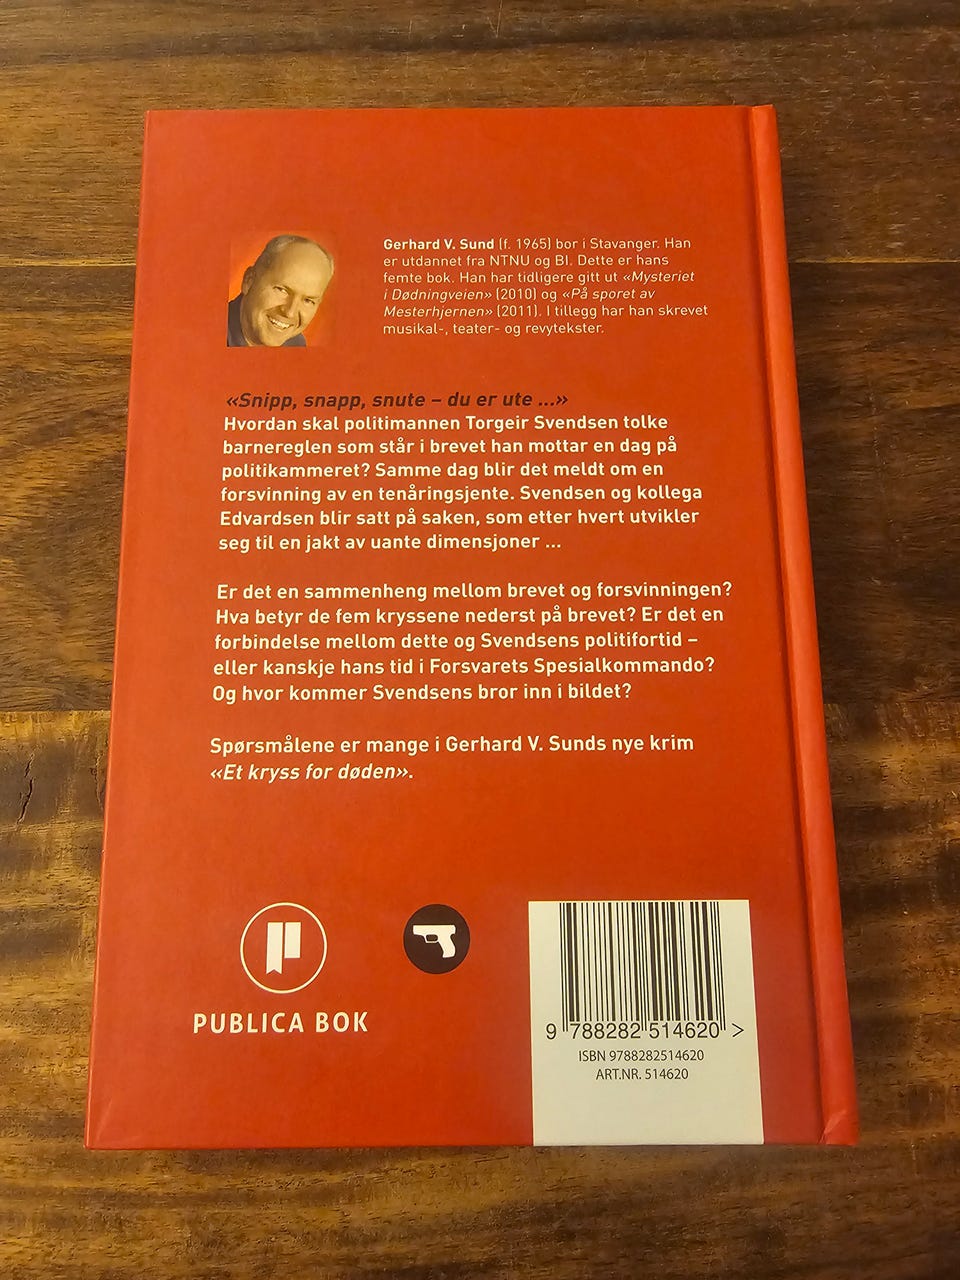 Gerhard V. Sund (f. 1965) bor i Stavanger. Han
er utdannet fra NTNU og BI. Dette er hans
femte bok. Han har tidligere gitt ut «Mysteriet
i Dødningveien» (2010) og «På sporet av
Mesterhjernen» (2011). I tillegg har han skrevet
musikal-, teater- og revytekster.
«Snipp, snapp, snute – du er ute ...»
Hvordan skal politimannen Torgeir Svendsen tolke
barnereglen som står i brevet han mottar en dag på
politikammeret? Samme dag blir det meldt om en
forsvinning av en tenåringsjente. Svendsen og kollega
Edvardsen blir satt på saken, som etter hvert utvikler
seg til en jakt av uante dimensjoner ...
Er det en sammenheng mellom brevet og forsvinningen?
Hva betyr de fem kryssene nederst på brevet? Er det en
forbindelse mellom dette og Svendsens politifortid –
eller kanskje hans tid i Forsvarets Spesialkommando?
Og hvor kommer Svendsens bror inn i bildet?
Spørsmålene er mange i Gerhard V. Sunds nye krim
«Et kryss for døden».
PUBLICA BOK
9 788282 514620 >
ISBN 9788282514620
ART.NR. 514620